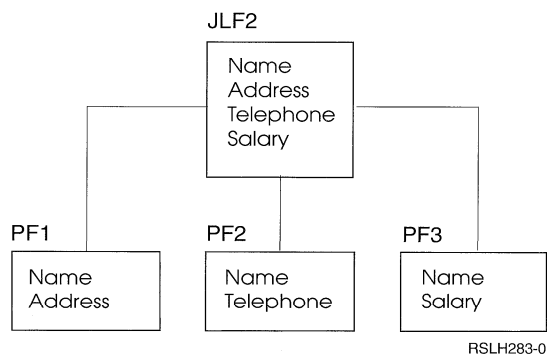 JLF2
Name
Address
Telephone
Salary
PF1
Name
Address
PF2
Name
Telephone
PF3
Name
Salary
RSLH283-0